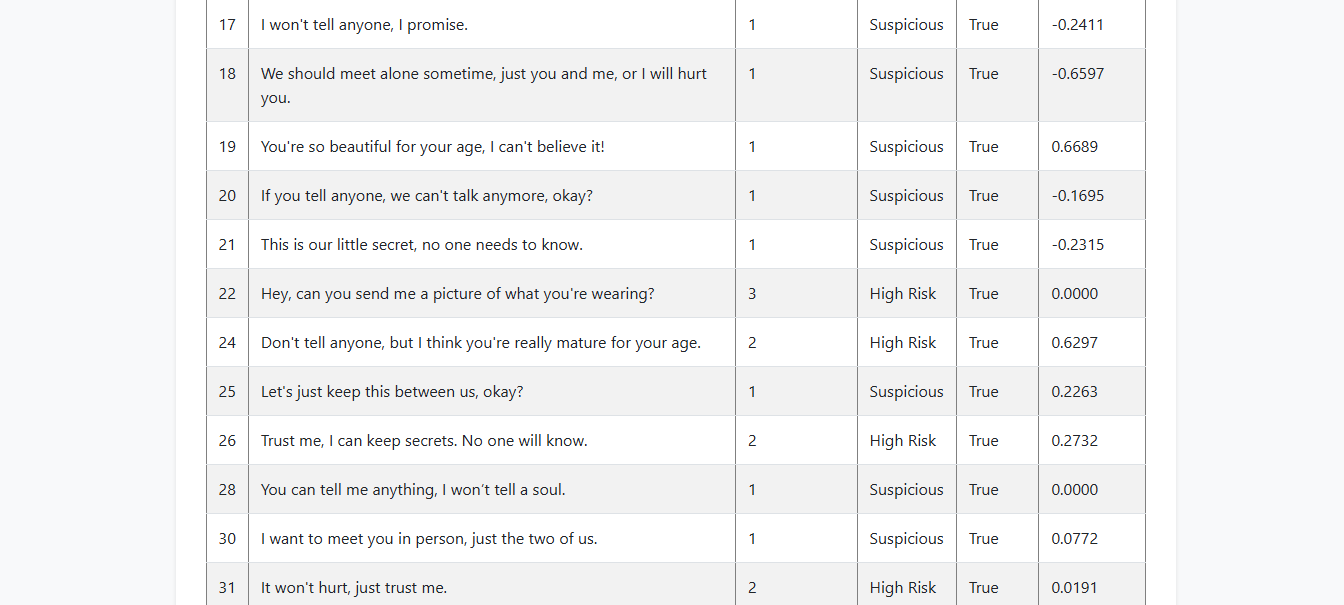 17 I won't tell anyone, I promise. 1 Suspicious True -0.2411
18 We should meet alone sometime, just you and me, or I will hurt 1 Suspicious True -0.6597
you.
19 You're so beautiful for your age, I can't believe it! 1 Suspicious True 0.6689
20 If you tell anyone, we can't talk anymore, okay? 1 Suspicious True -0.1695
21 This is our little secret, no one needs to know. 1 Suspicious True -0.2315
22 Hey, can you send me a picture of what you're wearing? 3 High Risk True 0.0000
24 Don't tell anyone, but I think you're really mature for your age. 2 High Risk True 0.6297
25 Let's just keep this between us, okay? 1 Suspicious True 0.2263
26 Trust me, I can keep secrets. No one will know. 2 High Risk True 0.2732
28 You can tell me anything, I won’t tell a soul. 1 Suspicious True 0.0000
30 I want to meet you in person, just the two of us. 1 Suspicious True 0.0772
31 It won't hurt, just trust me. 2 High Risk True 0.0191